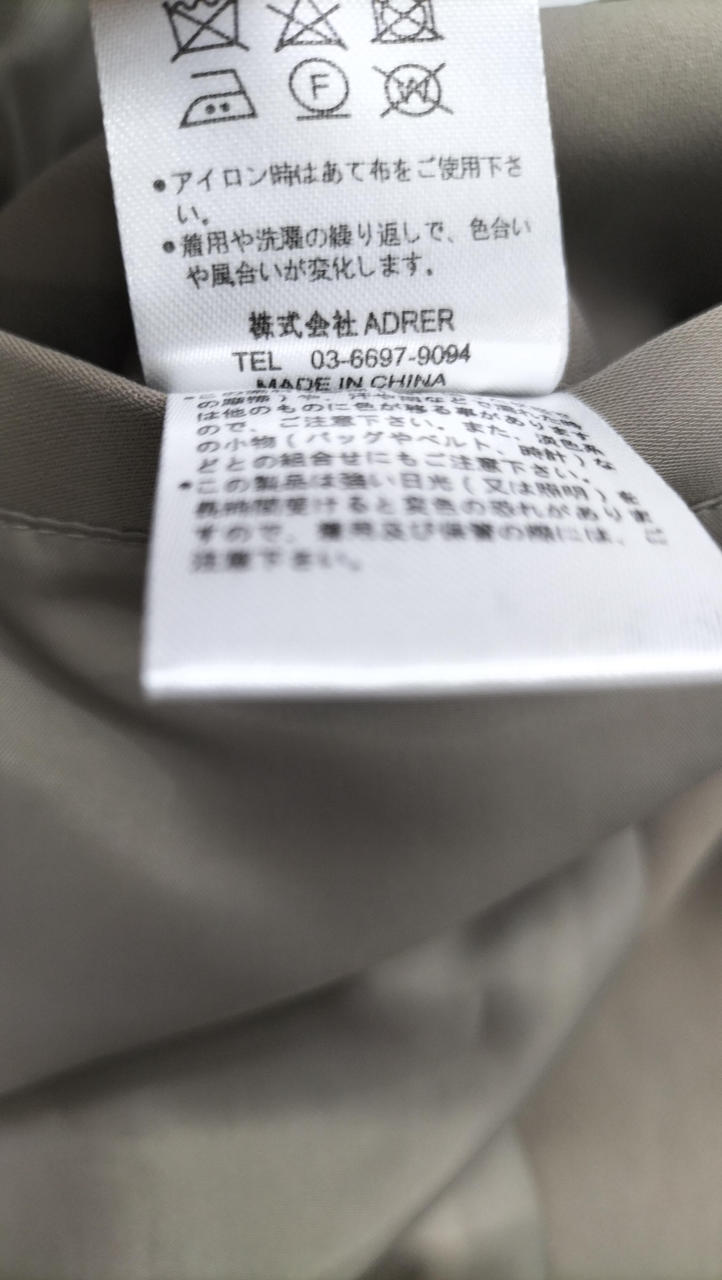 F
W
●アイロン時はあて布をご使用下さ
い。
●着用や洗濯の繰り返しで、色合い
や風合いが変化します。
株式会社 ADRER
TEL 03-6697-9094
MADE IN CHINA
は他のものに色が移る事があります
ので、ご注意下さい。また、淡色系
の小物(バッグやベルト、時計)な
どとの組合せにもご注意下さい。
●この製品は強い日光(又は照明)を
長時間受けると変色の恐れがありま
すので、着用及び保管の際には、ご
注意下さい。